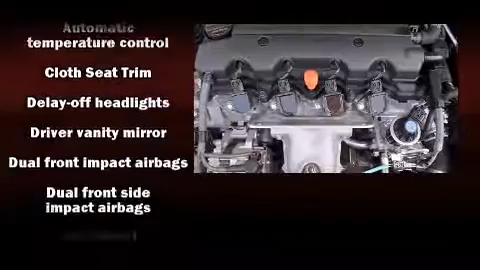 Automatic
temperature control
Cloth Seat Trim
Delay-off headlights
Driver vanity mirror
Dual front impact airbags
Dual front side
impact airbags